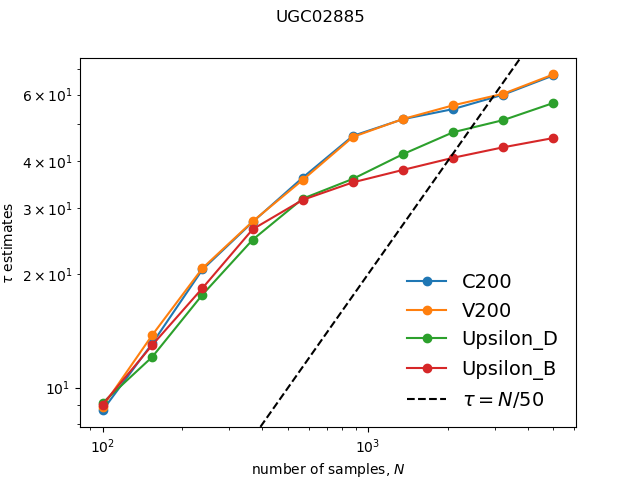 UGC02885
6 × 10¹
4 × 10¹
3 × 10¹
2 × 10¹
10¹
τ estimates
C200
V200
Upsilon_D
Upsilon_B
τ = N/50
10² 10³
number of samples, N